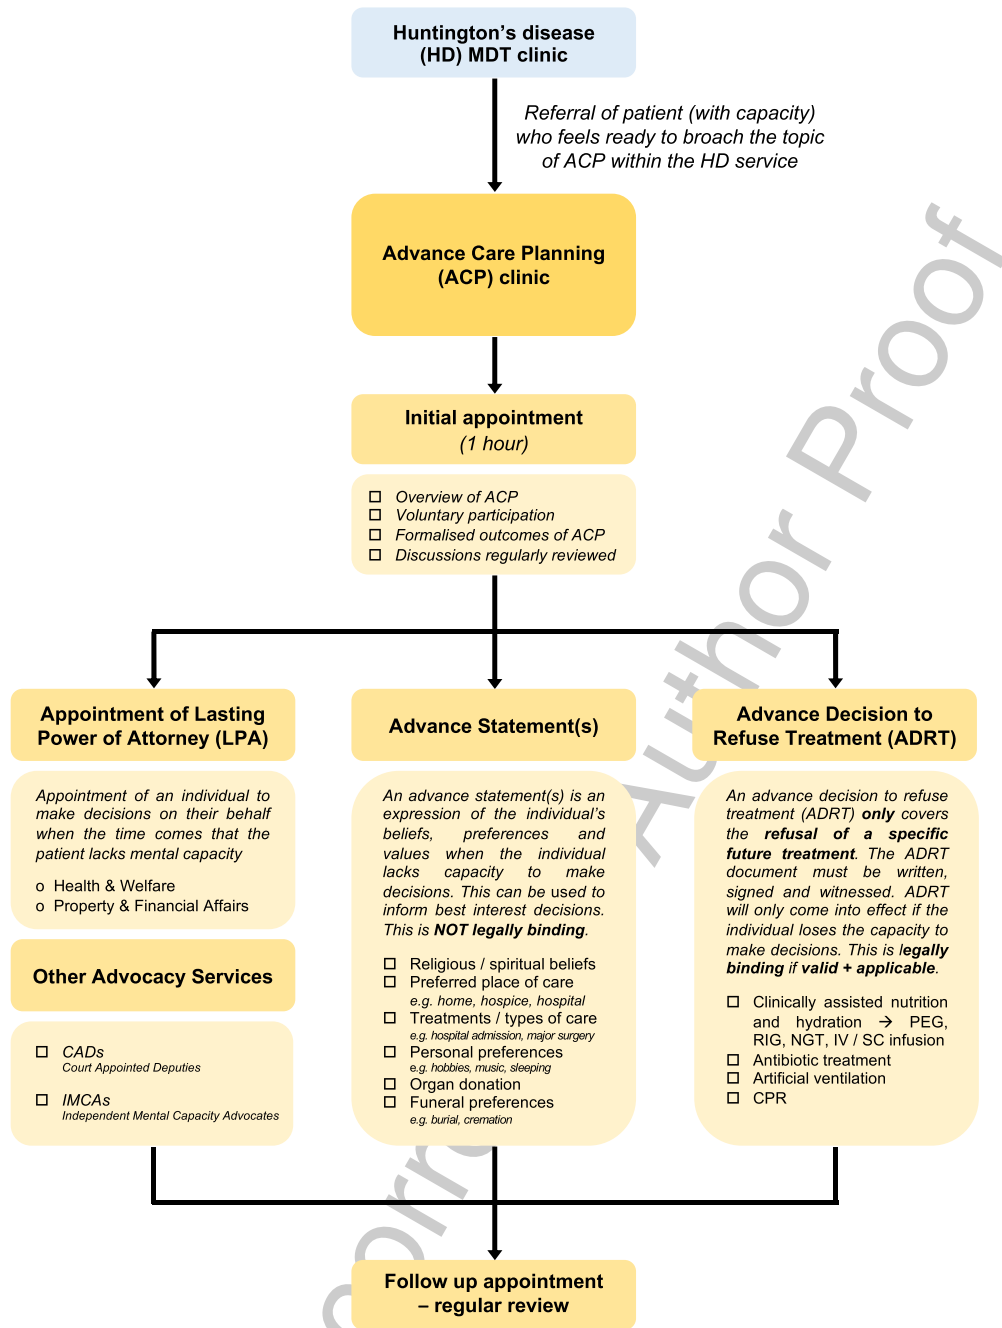 Huntington's disease
(HD) MDT clinic
Referral of patient (with capacity)
who feels ready to broach the topic
of ACP within the HD service
Advance Care Planning
(ACP) clinic
Initial appointment
(1 hour)
☐ Overview of ACP
☐ Voluntary participation
☐ Formalised outcomes of ACP
☐ Discussions regularly reviewed
Appointment of Lasting
Power of Attorney (LPA)
Appointment of an individual to
make decisions on their behalf
when the time comes that the
patient lacks mental capacity
o Health & Welfare
o Property & Financial Affairs
Other Advocacy Services
☐ CADs
Court Appointed Deputies
☐ IMCAs
Independent Mental Capacity Advocates
Advance Statement(s)
An advance statement(s) is an
expression of the individual's
beliefs, preferences and
values when the individual
lacks capacity to make
decisions. This can be used to
inform best interest decisions.
This is NOT legally binding.
☐ Religious / spiritual beliefs
☐ Preferred place of care
e.g. home, hospice, hospital
☐ Treatments / types of care
e.g. hospital admission, major surgery
☐ Personal preferences
e.g. hobbies, music, sleeping
☐ Organ donation
☐ Funeral preferences
e.g. burial, cremation
Advance Decision to
Refuse Treatment (ADRT)
An advance decision to refuse
treatment (ADRT) only covers
the refusal of a specific
future treatment. The ADRT
document must be written,
signed and witnessed. ADRT
will only come into effect if the
individual loses the capacity to
make decisions. This is legally
binding if valid + applicable.
☐ Clinically assisted nutrition
and hydration → PEG,
RIG, NGT, IV / SC infusion
☐ Antibiotic treatment
☐ Artificial ventilation
☐ CPR
Follow up appointment
– regular review
Author Proof